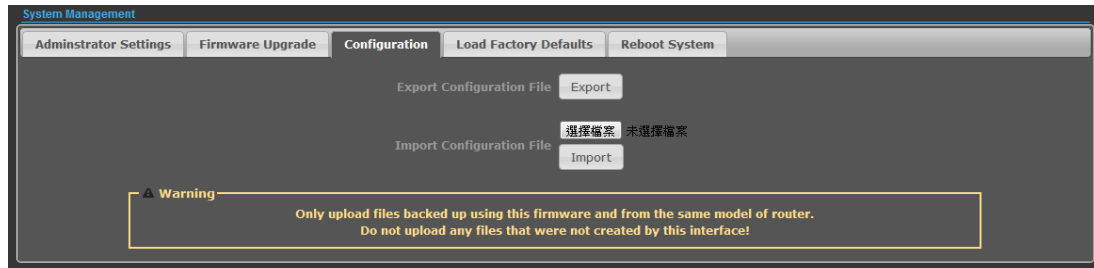 System Management
Adminstrator Settings Firmware Upgrade Configuration Load Factory Defaults Reboot System
Export Configuration File Export
選擇檔案 未選擇檔案
Import Configuration File
Import
Warning
Only upload files backed up using this firmware and from the same model of router.
Do not upload any files that were not created by this interface!